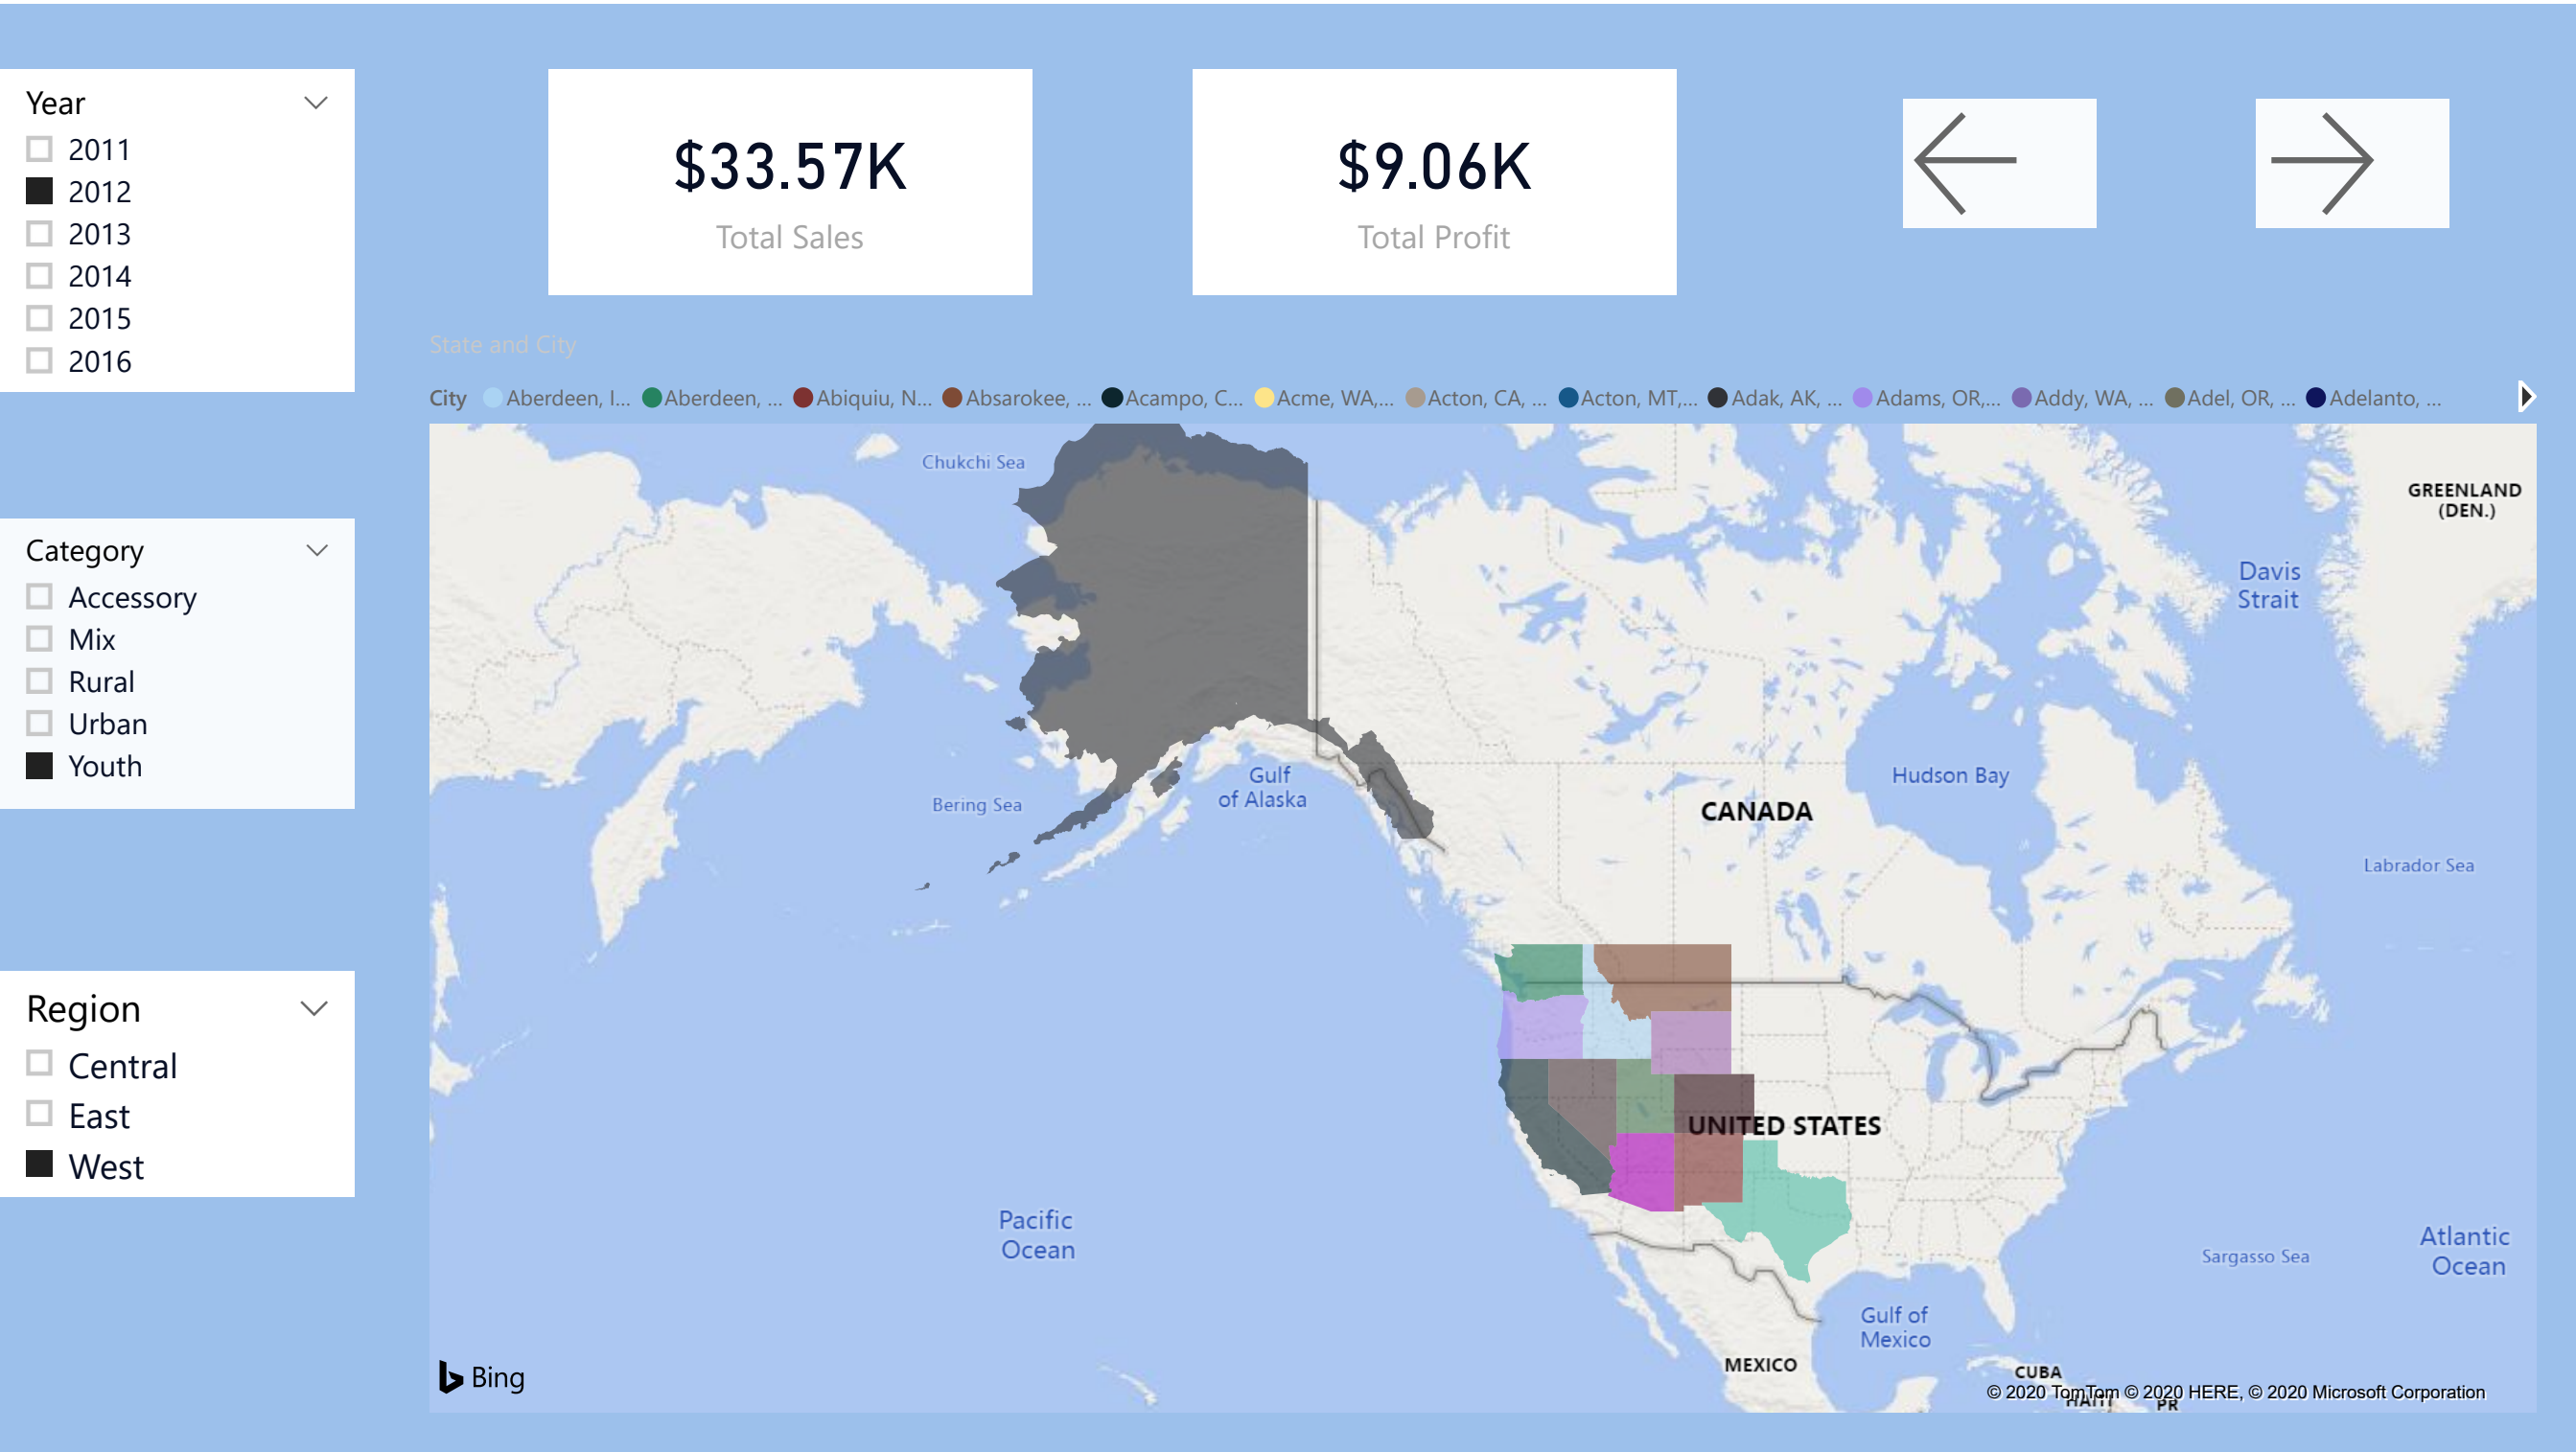 Year
2011
2012
2013
2014
2015
2016
$33.57K
Total Sales
$9.06K
Total Profit
State and City
City Aberdeen, I... Aberdeen, ... Abiquiu, N... Absarokee, ... Acampo, C... Acme, WA,... Acton, CA, ... Acton, MT,... Adak, AK, ... Adams, OR,... Addy, WA, ... Adel, OR, ... Adelanto, ...
Category
Accessory
Mix
Rural
Urban
Youth
Region
Central
East
West
Chukchi Sea
GREENLAND
(DEN.)
Davis
Strait
Gulf
of Alaska
Bering Sea
Hudson Bay
CANADA
Labrador Sea
UNITED STATES
Pacific
Ocean
Sargasso Sea
Atlantic
Ocean
Gulf of
Mexico
MEXICO
CUBA
Bing
© 2020 TomTom © 2020 HERE, © 2020 Microsoft Corporation
HAITI
PR